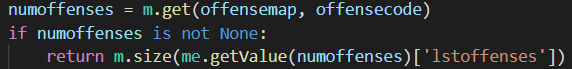 numoffenses = m.get(offensemap, offensecode)
if numoffenses is not None:
    return m.size(me.getValue(numoffenses)['lstoffenses'])